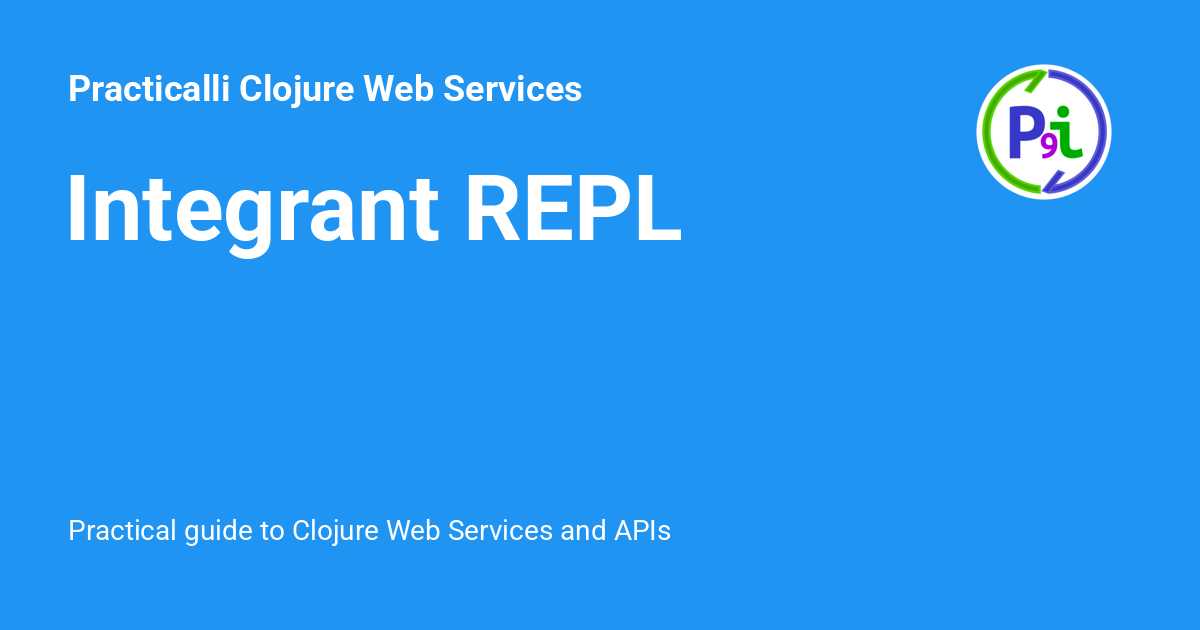 Practicalli Clojure Web Services
Integrant REPL
P9i
Practical guide to Clojure Web Services and APIs